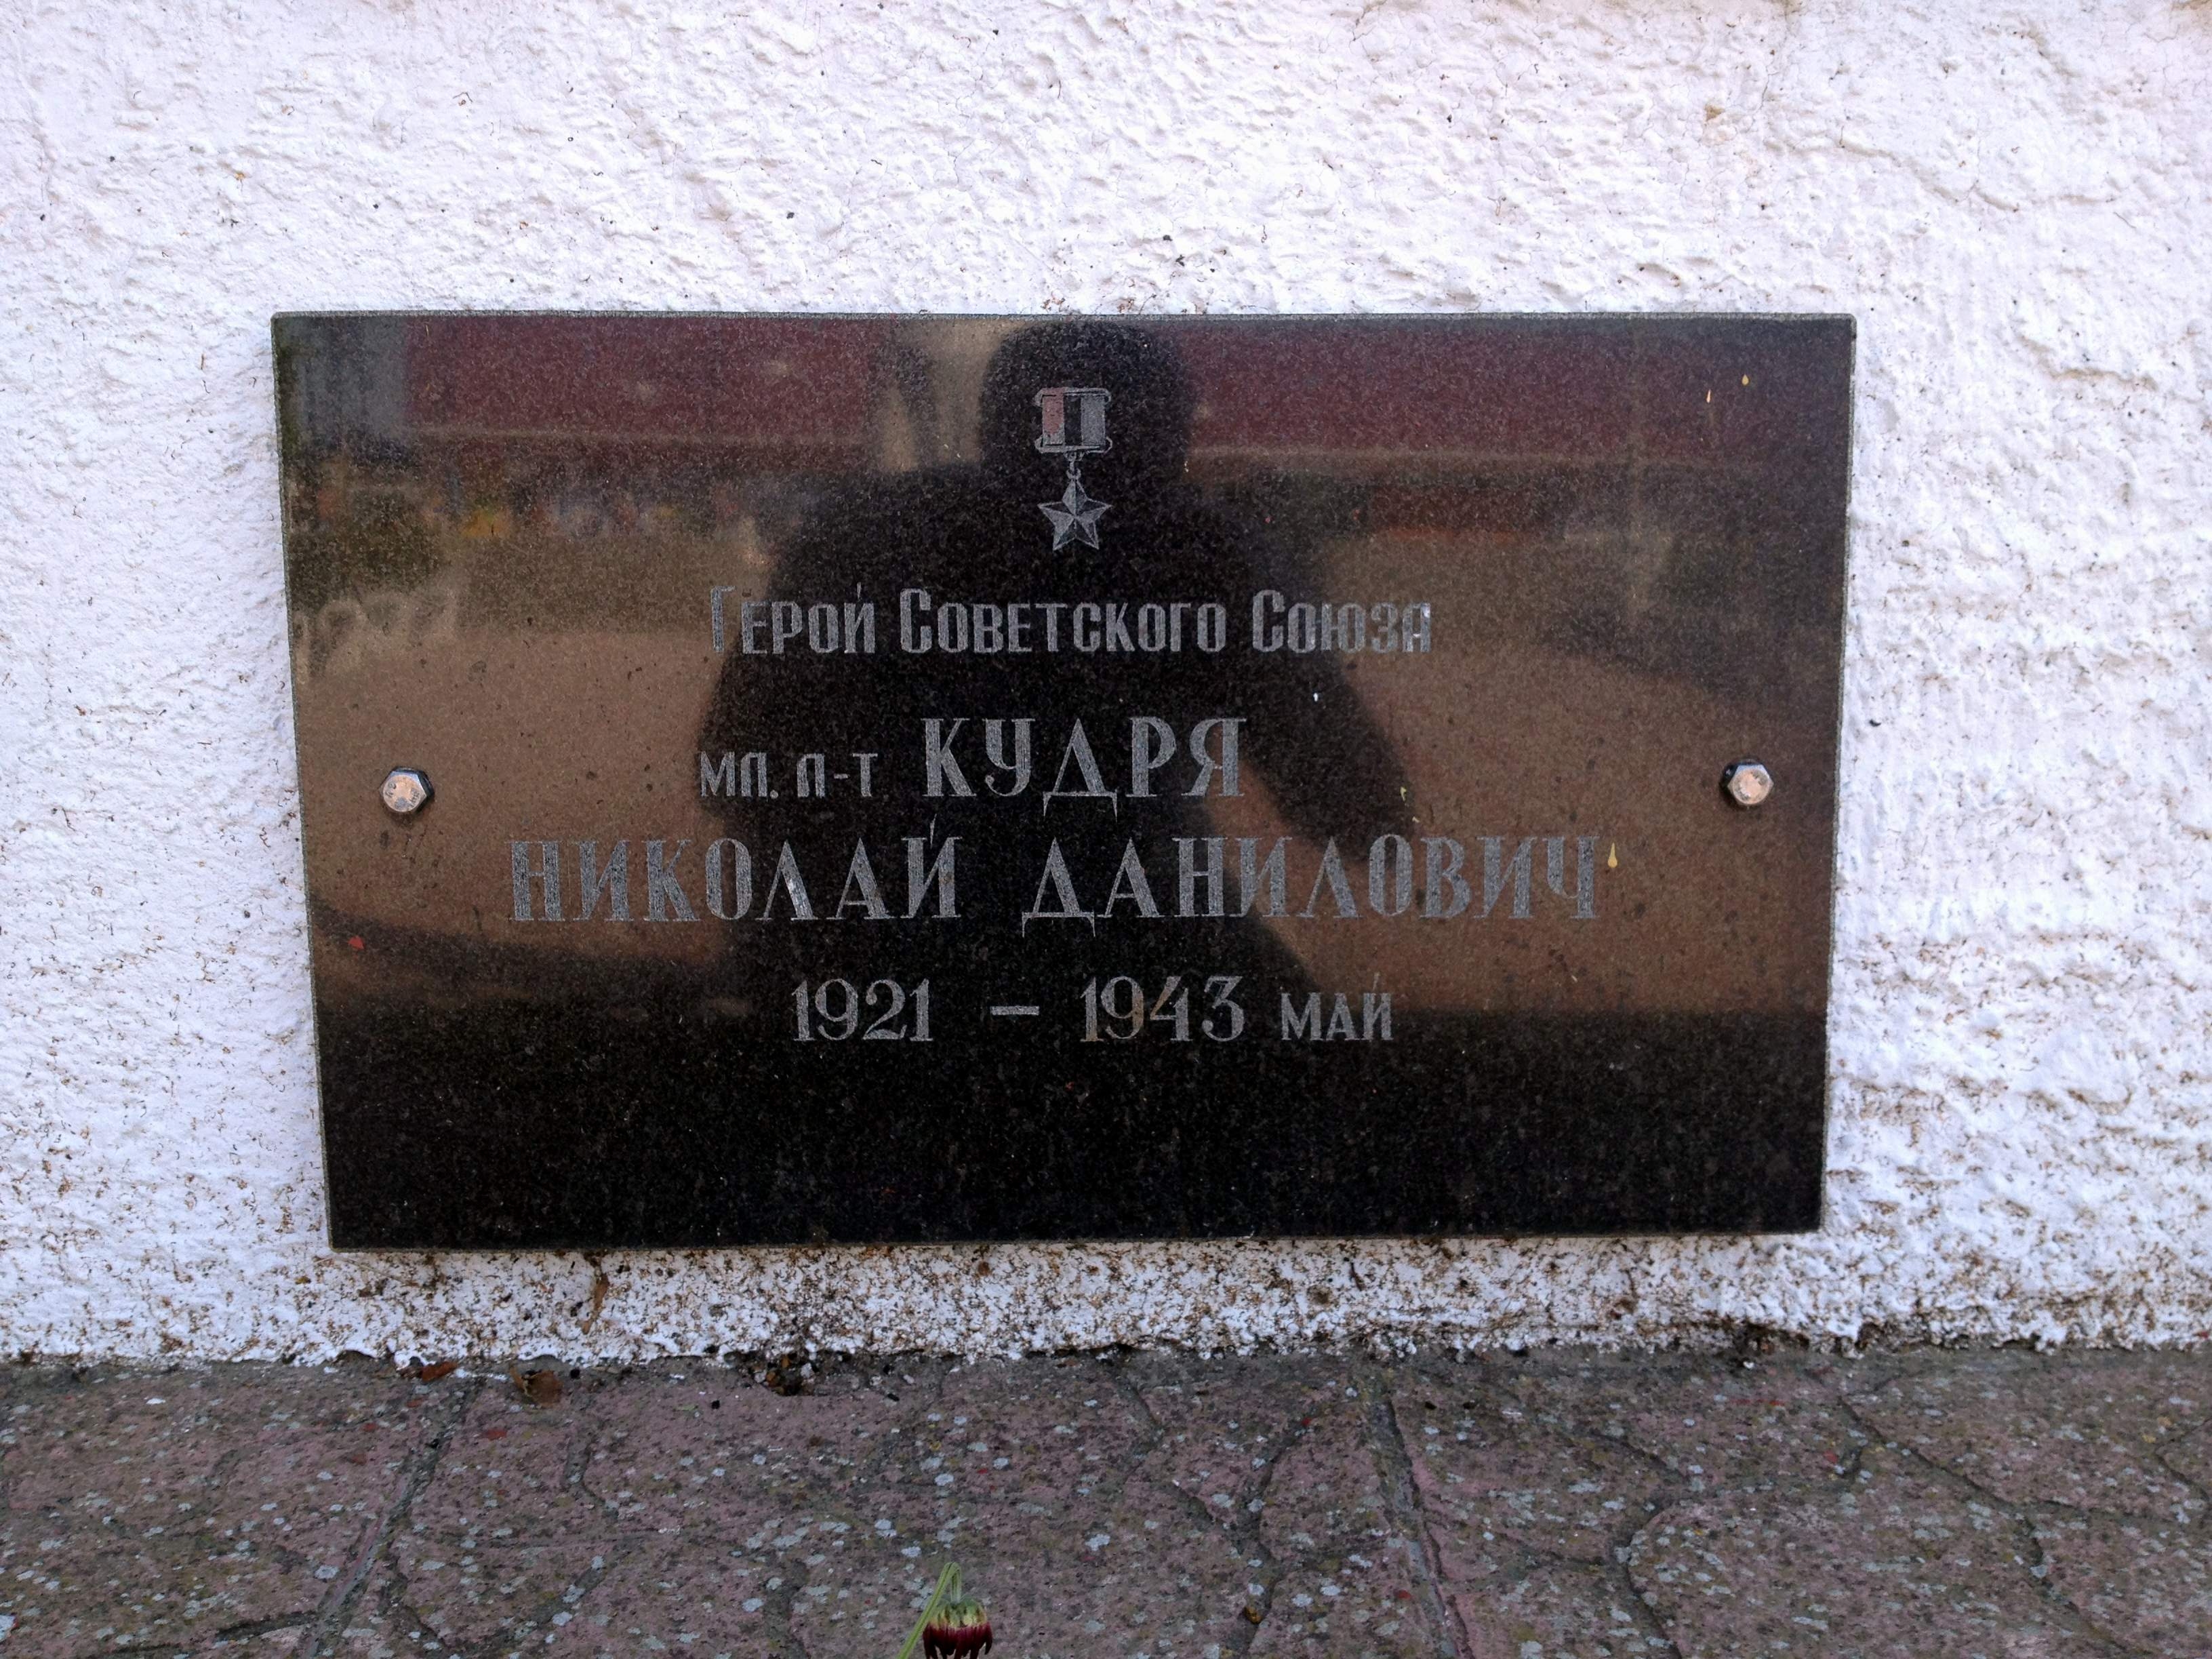 Герой Советского Союза
мл. л-т КУДРЯ
НИКОЛАЙ ДАНИЛОВИЧ
1921 – 1943 май